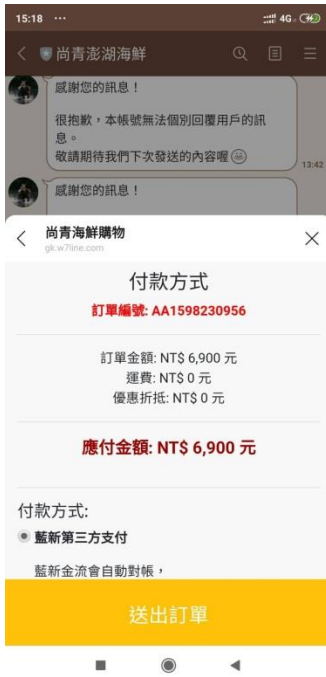 15:18 ...
4G
尚青澎湖海鮮
感謝您的訊息！
很抱歉，本帳號無法個別回覆用戶的訊
息。
敬請期待我們下次發送的內容喔
13:42
感謝您的訊息！
尚青海鮮購物
gk.w7line.com
付款方式
訂單編號: AA1598230956
訂單金額: NT$ 6,900 元
運費: NT$ 0 元
優惠折抵: NT$ 0 元
應付金額: NT$ 6,900 元
付款方式:
藍新第三方支付
藍新金流會自動對帳，
送出訂單